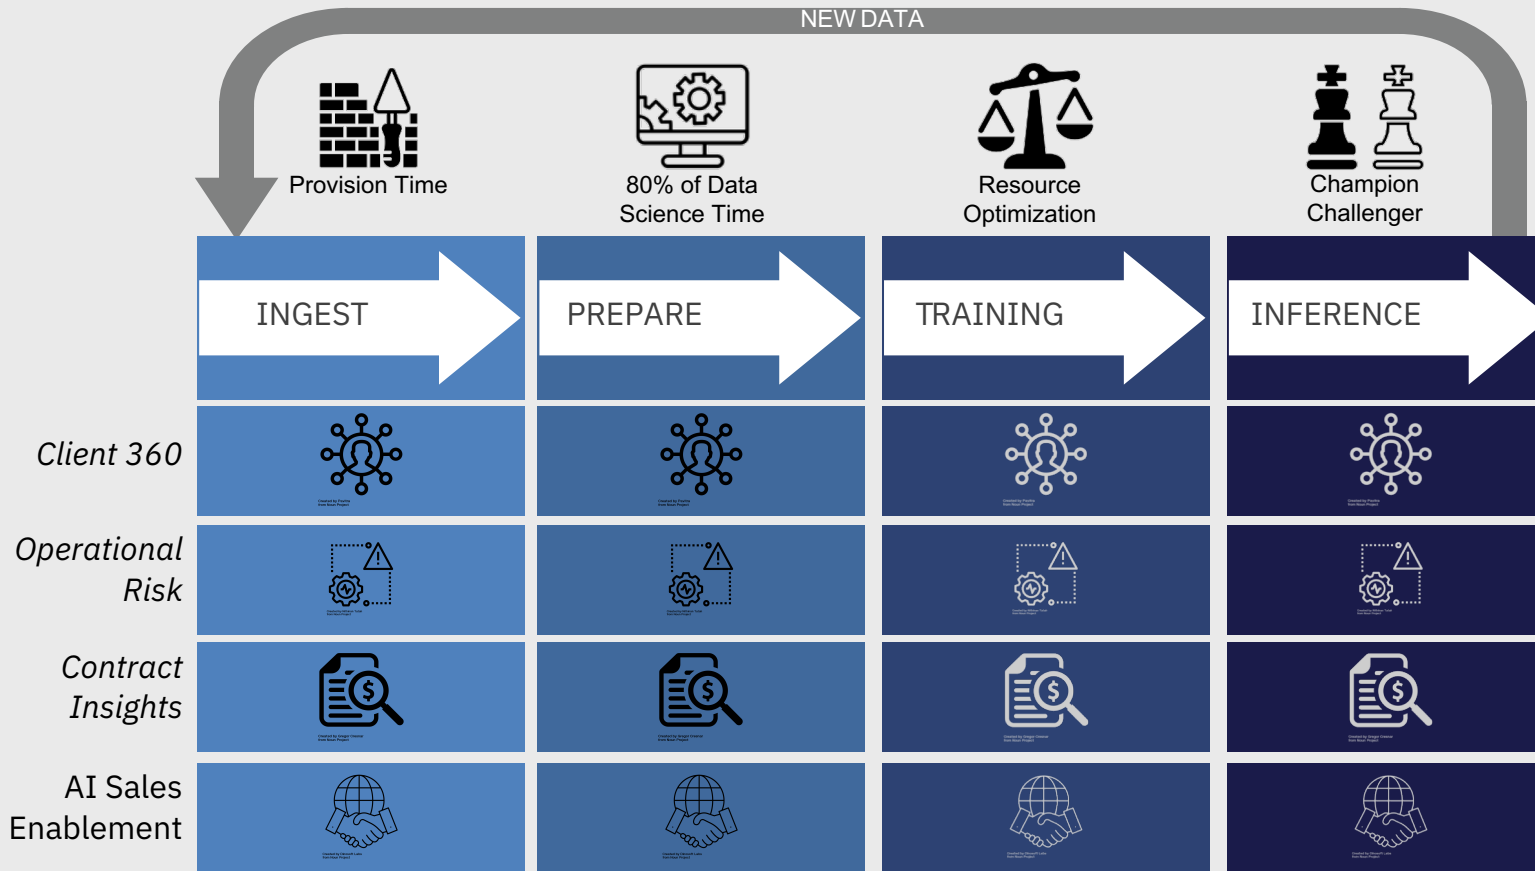 NEW DATA
Provision Time
80% of Data
Science Time
Resource
Optimization
Champion
Challenger
INGEST
PREPARE
TRAINING
INFERENCE
Client 360
Operational
Risk
Contract
Insights
AI Sales
Enablement